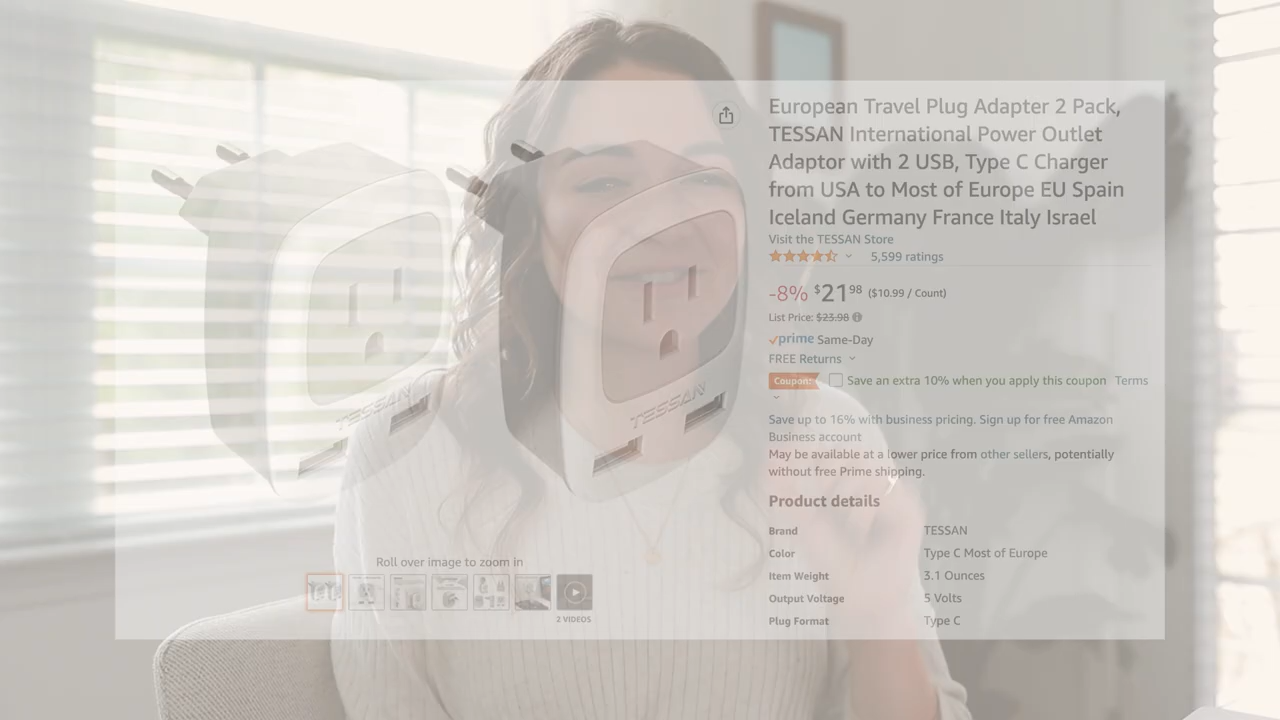 European Travel Plug Adapter 2 Pack,
TESSAN International Power Outlet
Adaptor with 2 USB, Type C Charger
from USA to Most of Europe EU Spain
Iceland Germany France Italy Israel
Visit the TESSAN Store
5,599 ratings
-8% $21 98 ($10.99 / Count)
List Price: $23.98
prime Same-Day
FREE Returns
Coupon: Save an extra 10% when you apply this coupon Terms
Save up to 16% with business pricing. Sign up for free Amazon
Business account
May be available at a lower price from other sellers, potentially
without free Prime shipping.
Product details
Brand TESSAN
Color Type C Most of Europe
Item Weight 3.1 Ounces
Output Voltage 5 Volts
Plug Format Type C
TESSAN
TESSAN
Roll over image to zoom in
2 VIDEOS